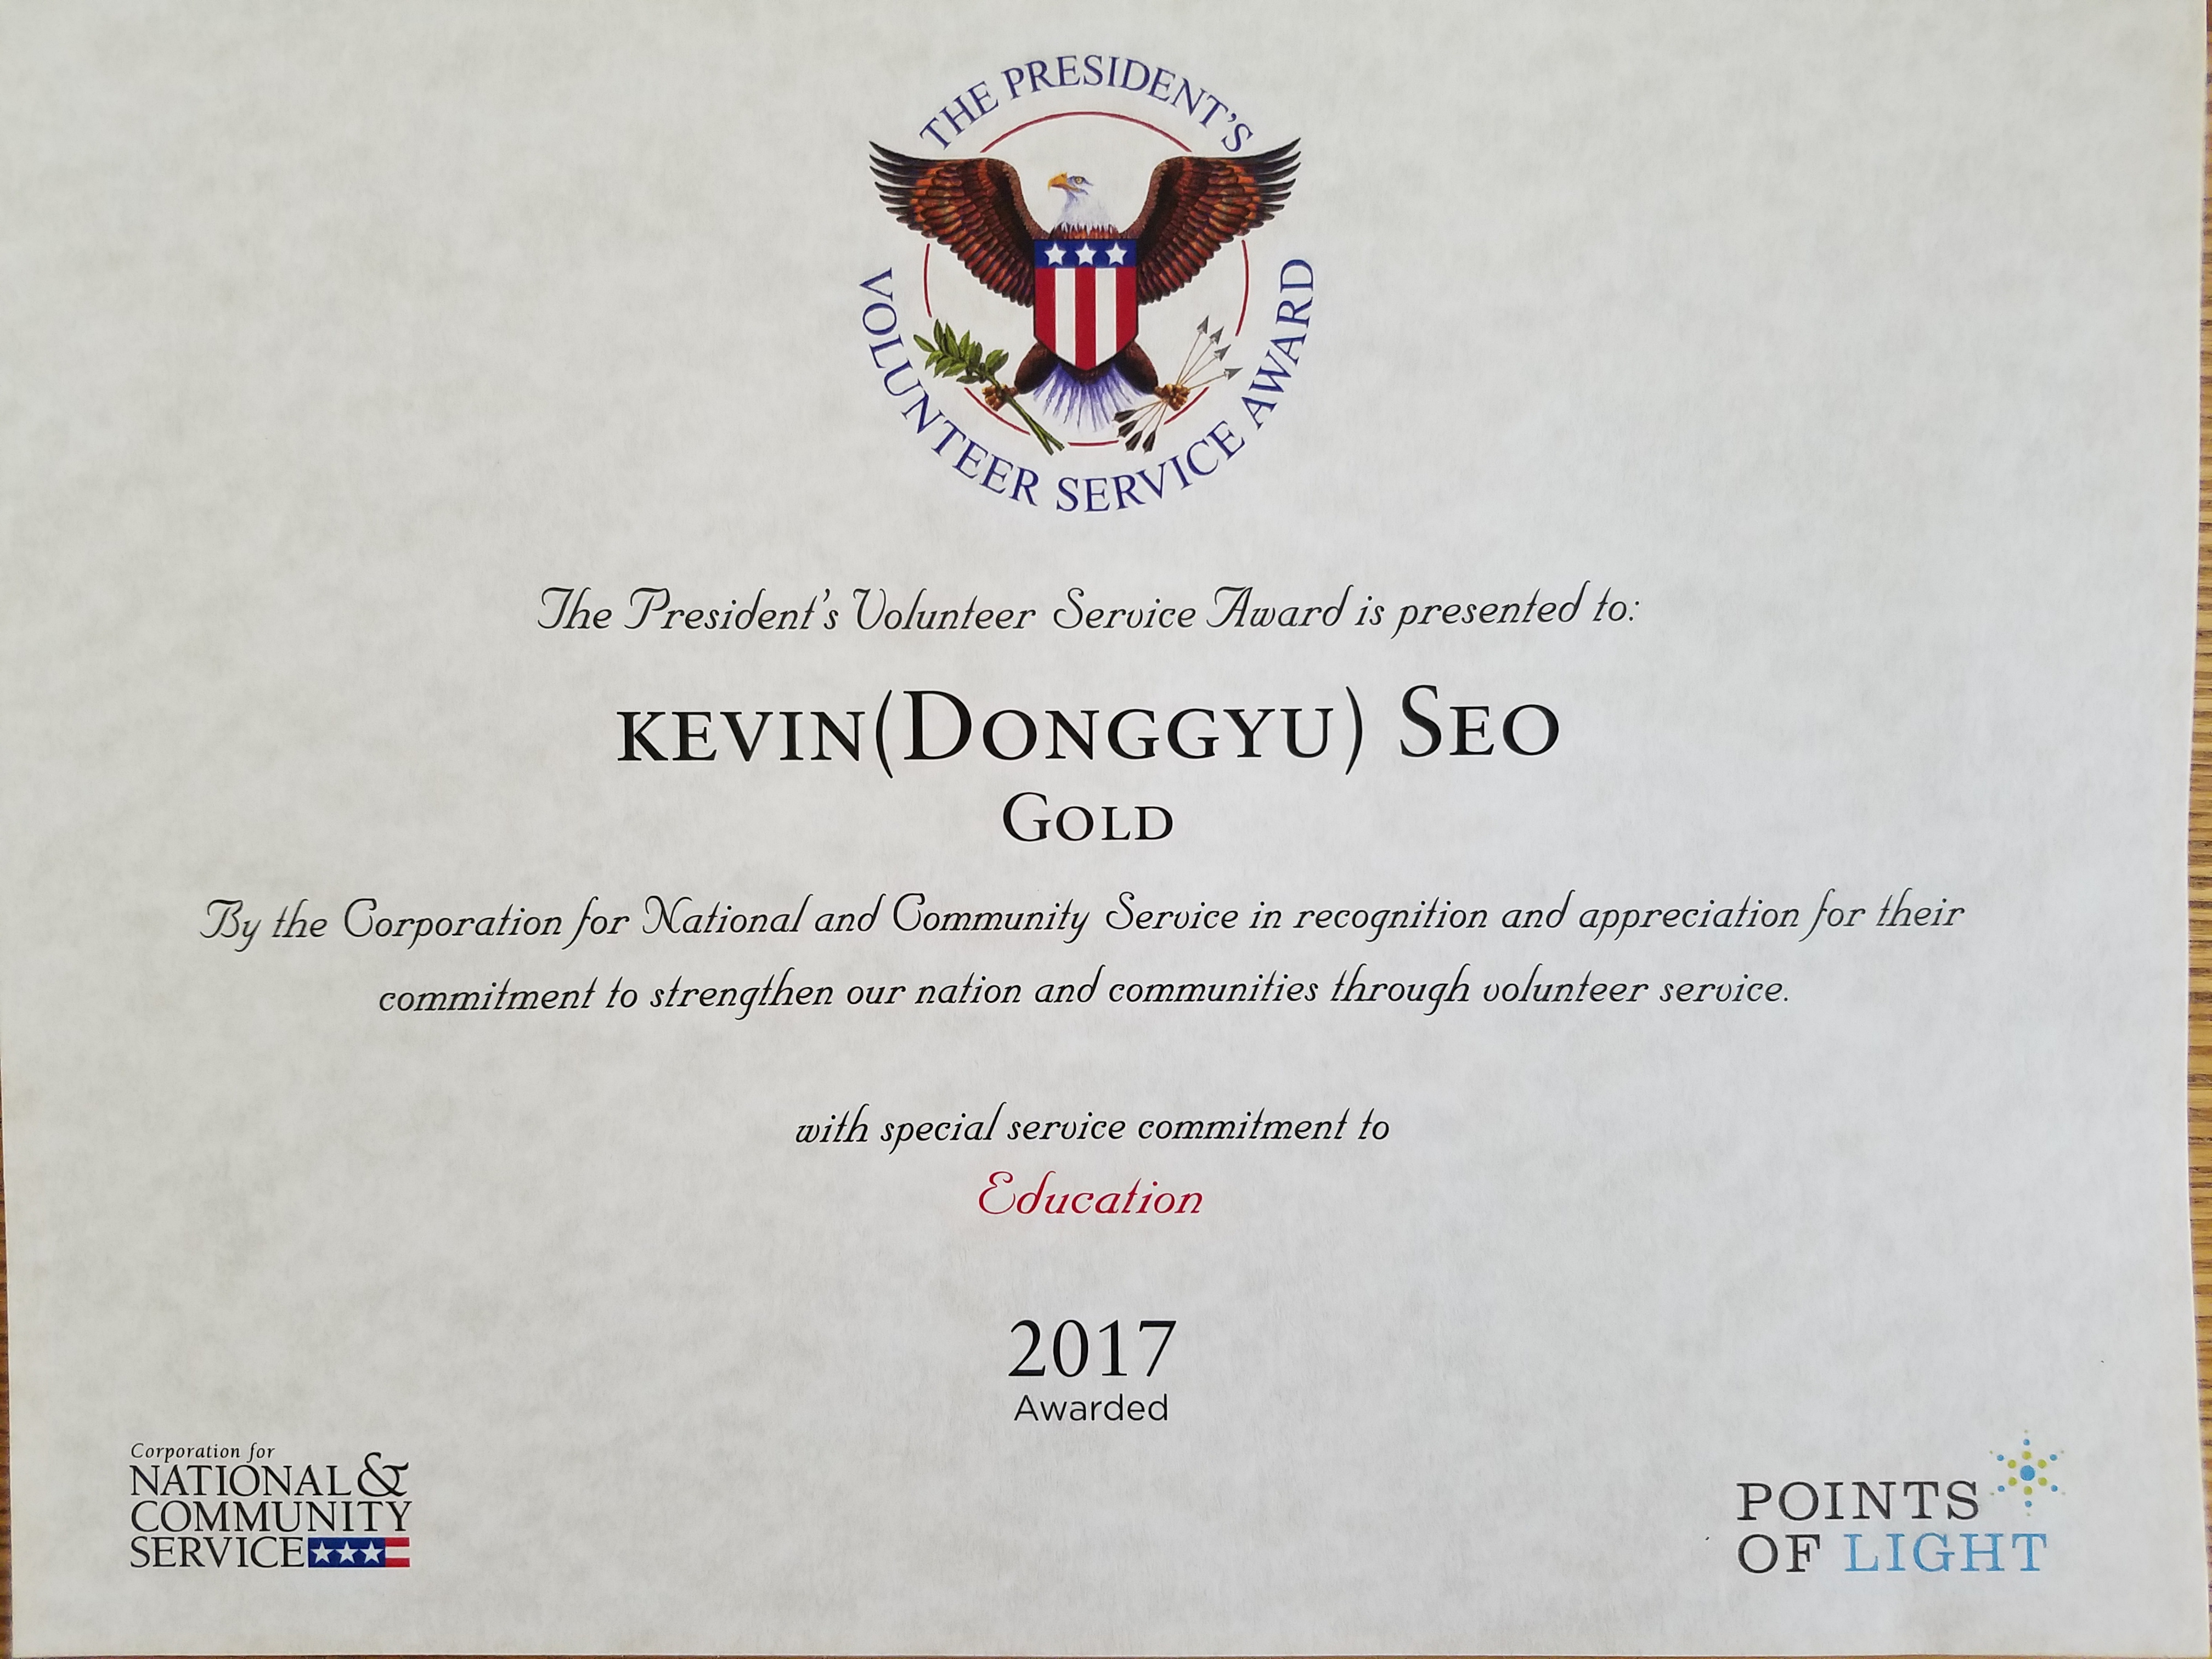 THE PRESIDENT'S
VOLUNTEER SERVICE AWARD
The President's Volunteer Service Award is presented to:
KEVIN(DONGGYU) SEO
GOLD
By the Corporation for National and Community Service in recognition and appreciation for their
commitment to strengthen our nation and communities through volunteer service.
with special service commitment to
Education
2017
Awarded
Corporation for
NATIONAL &
COMMUNITY
SERVICE
POINTS
OF LIGHT